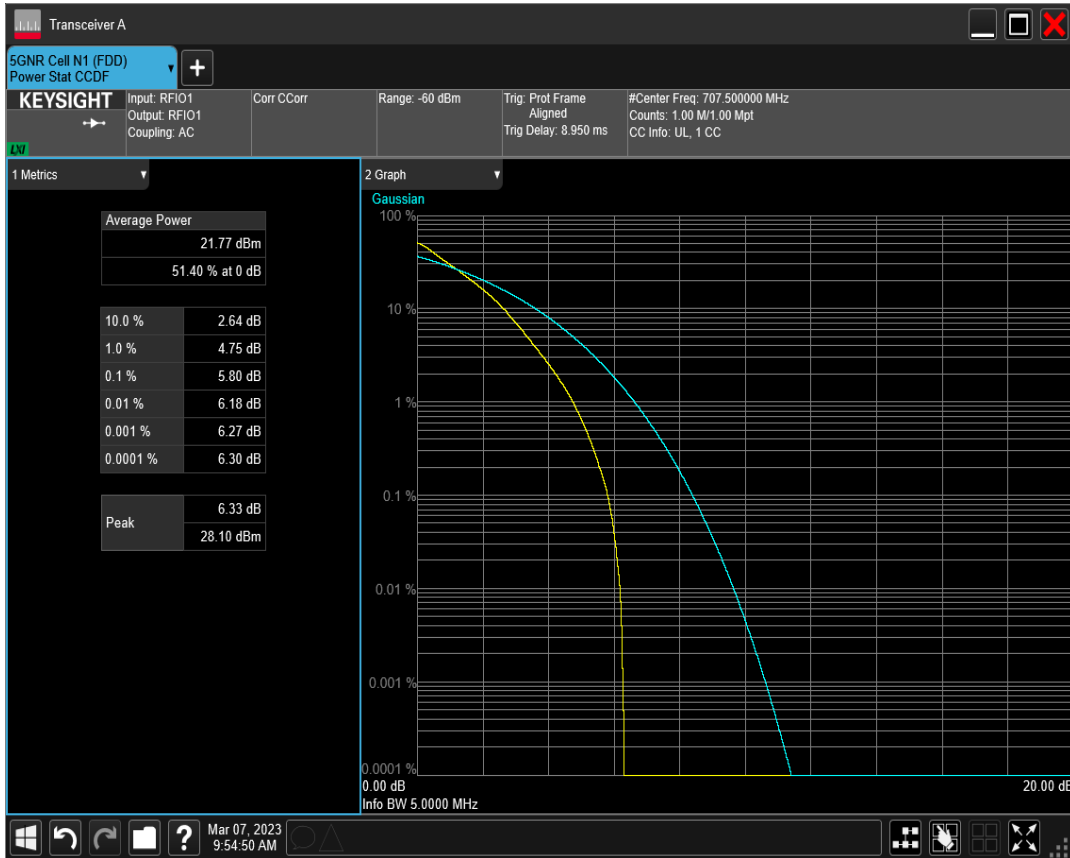 Transceiver A
5GNR Cell N1 (FDD)
Power Stat CCDF
+
KEYSIGHT
LXI
Input: RFIO1
Output: RFIO1
Coupling: AC
Corr CCorr
Range: -60 dBm
Trig: Prot Frame
Aligned
Trig Delay: 8.950 ms
#Center Freq: 707.500000 MHz
Counts: 1.00 M/1.00 Mpt
CC Info: UL, 1 CC
1 Metrics
Average Power
21.77 dBm
51.40 % at 0 dB
10.0 % 2.64 dB
1.0 % 4.75 dB
0.1 % 5.80 dB
0.01 % 6.18 dB
0.001 % 6.27 dB
0.0001 % 6.30 dB
Peak
6.33 dB
28.10 dBm
2 Graph
Gaussian
100 %
10 %
1 %
0.1 %
0.01 %
0.001 %
0.0001 %
0.00 dB 20.00 dB
Info BW 5.0000 MHz
?
Mar 07, 2023
9:54:50 AM